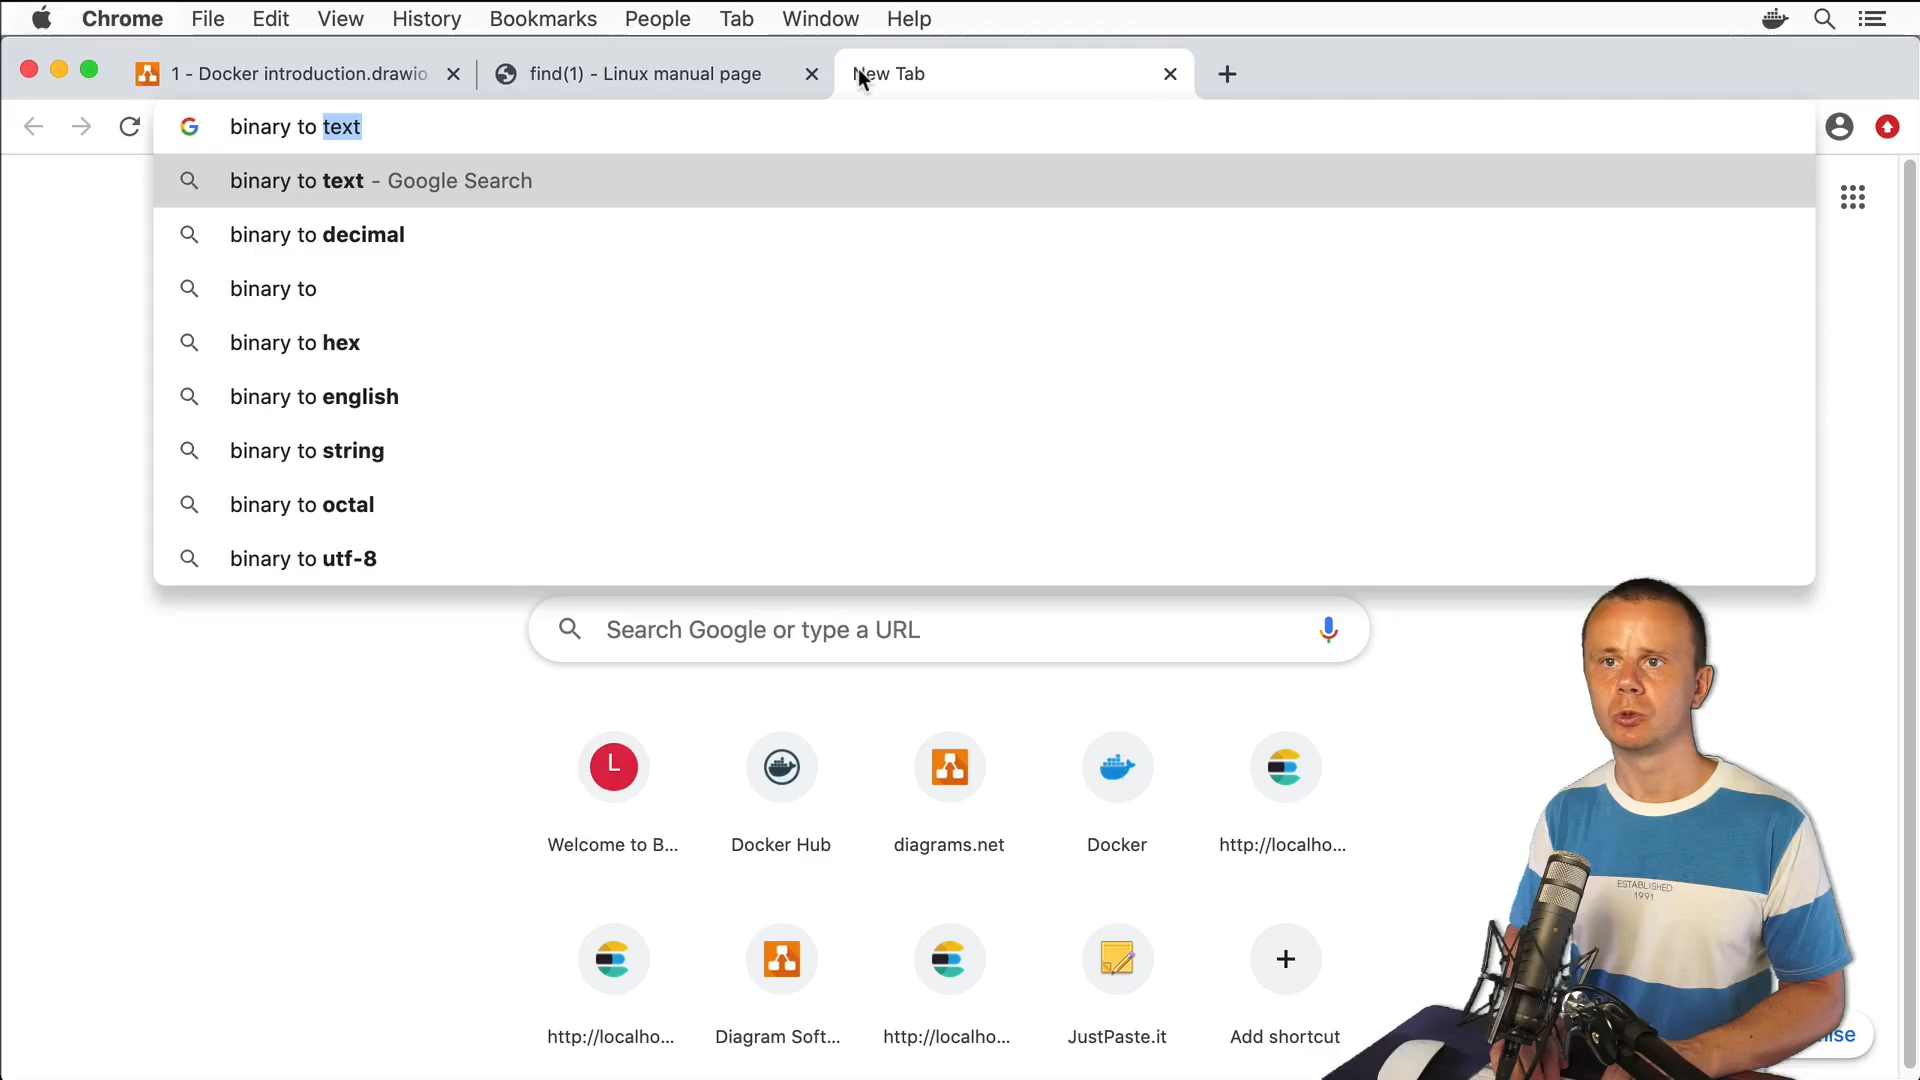 Chrome File Edit View History Bookmarks People Tab Window Help
1 - Docker introduction.drawio
find(1) - Linux manual page
New Tab
binary to text
binary to text - Google Search
binary to decimal
binary to
binary to hex
binary to english
binary to string
binary to octal
binary to utf-8
Search Google or type a URL
L
Welcome to B...
Docker Hub
diagrams.net
Docker
http://localho...
http://localho...
Diagram Soft...
http://localho...
JustPaste.it
Add shortcut
ESTABLISHED
1991